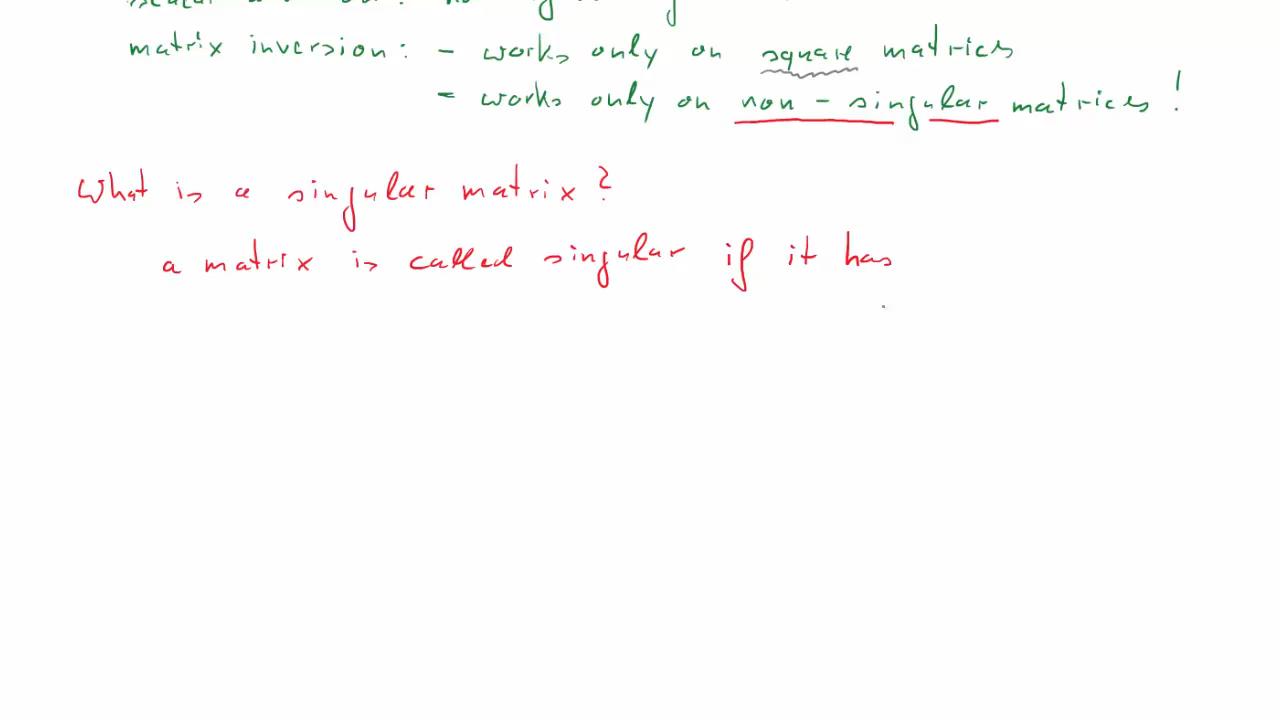 matrix inversion: - works only on square matrices
- works only on non-singular matrices!
What is a singular matrix?
a matrix is called singular if it has